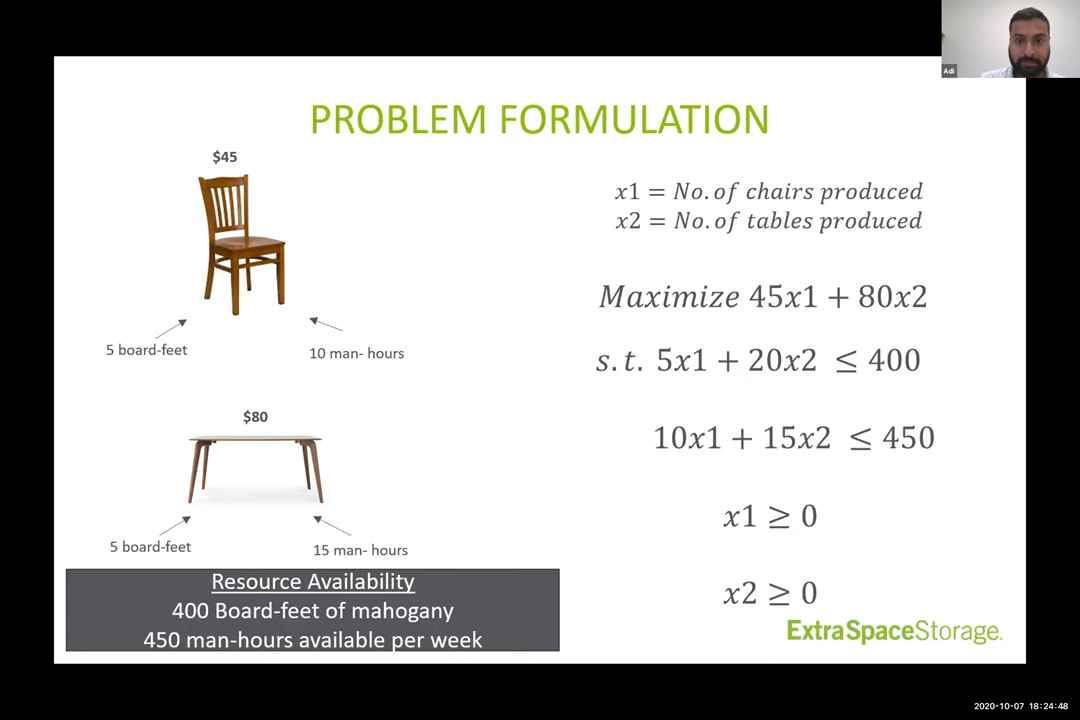 Adi
PROBLEM FORMULATION
$45
5 board-feet
10 man- hours
$80
5 board-feet
15 man- hours
Resource Availability
400 Board-feet of mahogany
450 man-hours available per week
x1 = No. of chairs produced
x2 = No. of tables produced
Maximize 45x1 + 80x2
s.t. 5x1 + 20x2 ≤ 400
10x1 + 15x2 ≤ 450
x1 ≥ 0
x2 ≥ 0
ExtraSpaceStorage.
2020-10-07 18:24:48